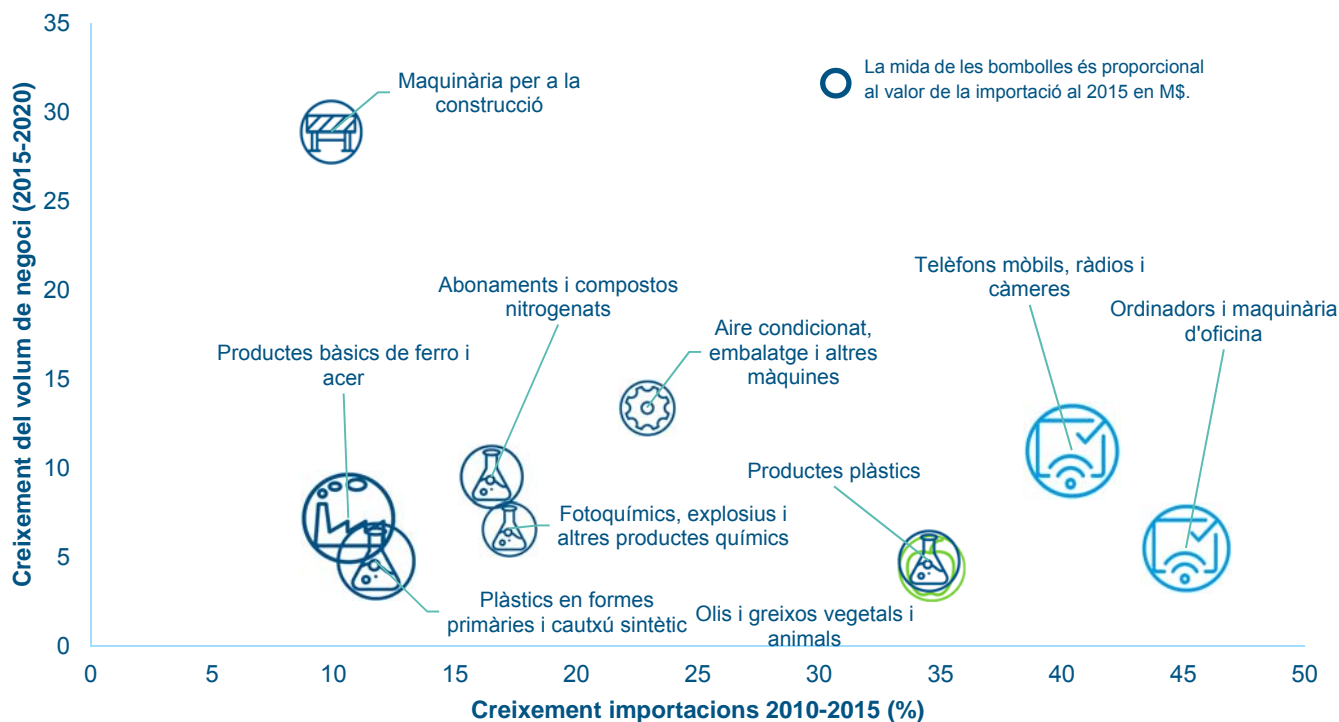 35
30
25
20
15
10
5
0
Creixement del volum de negoci (2015-2020)
La mida de les bombolles és proporcional
al valor de la importació al 2015 en M$.
Maquinària per a la
construcció
Telèfons mòbils, ràdios i
càmeres
Ordinadors i maquinària
d'oficina
Abonaments i compostos
nitrogenats
Aire condicionat,
embalatge i altres
màquines
Productes bàsics de ferro i
acer
Productes plàstics
Fotoquímics, explosius i
altres productes químics
Plàstics en formes
primàries i cautxú sintètic
Olis i greixos vegetals i
animals
0 5 10 15 20 25 30 35 40 45 50
Creixement importacions 2010-2015 (%)